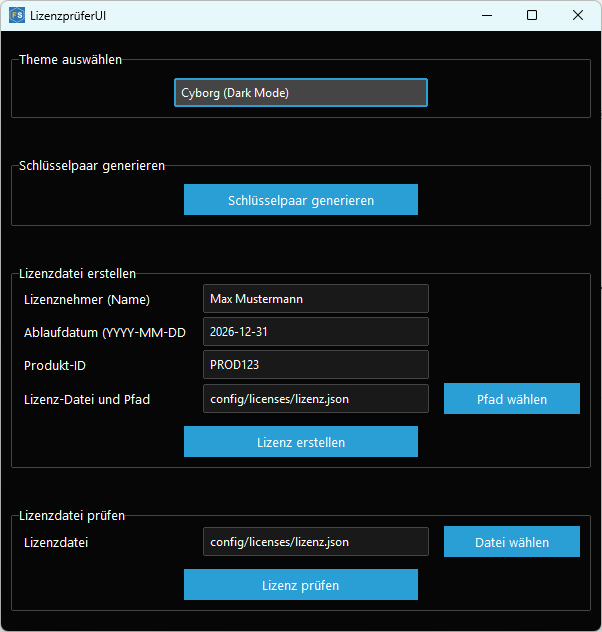 FS LizenzprüferUI
Theme auswählen
Cyborg (Dark Mode)
Schlüsselpaar generieren
Schlüsselpaar generieren
Lizenzdatei erstellen
Lizenznehmer (Name) Max Mustermann
Ablaufdatum (YYYY-MM-DD 2026-12-31
Produkt-ID PROD123
Lizenz-Datei und Pfad config/licenses/lizenz.json Pfad wählen
Lizenz erstellen
Lizenzdatei prüfen
Lizenzdatei config/licenses/lizenz.json Datei wählen
Lizenz prüfen